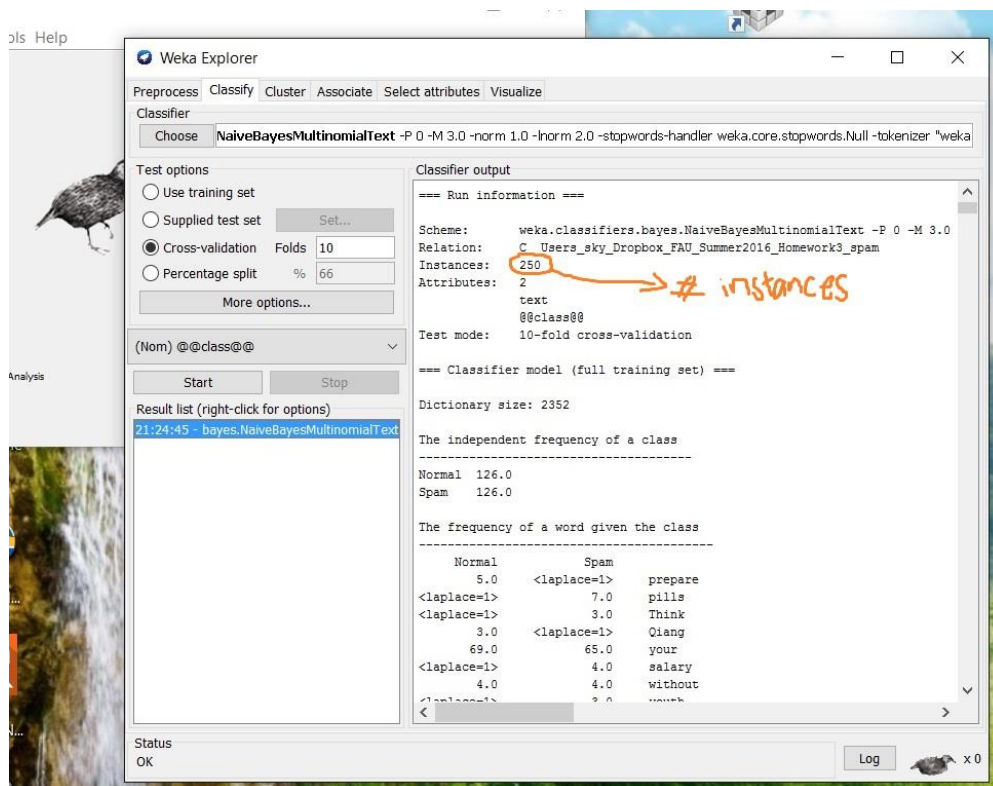 ols Help
Weka Explorer
Preprocess Classify Cluster Associate Select attributes Visualize
Classifier
Choose NaiveBayesMultinomialText -P 0 -M 3.0 -norm 1.0 -lnorm 2.0 -stopwords-handler weka.core.stopwords.Null -tokenizer "weka
Test options
Use training set
Supplied test set Set...
Cross-validation Folds 10
Percentage split % 66
More options...
(Nom) @@class@@
Start Stop
Result list (right-click for options)
21:24:45 - bayes.NaiveBayesMultinomialText
Classifier output
=== Run information ===
Scheme: weka.classifiers.bayes.NaiveBayesMultinomialText -P 0 -M 3.0
Relation: C__Users_sky_Dropbox_FAU_Summer2016_Homework3_spam
Instances: 250
# instances
Attributes: 2
text
@@class@@
Test mode: 10-fold cross-validation
=== Classifier model (full training set) ===
Dictionary size: 2352
The independent frequency of a class
--------------------------------------
Normal 126.0
Spam 126.0
The frequency of a word given the class
-----------------------------------------
Normal Spam
5.0 <laplace=1> prepare
<laplace=1> 7.0 pills
<laplace=1> 3.0 Think
3.0 <laplace=1> Qiang
69.0 65.0 your
<laplace=1> 4.0 salary
4.0 4.0 without
Analysis
Status
OK
Log x 0